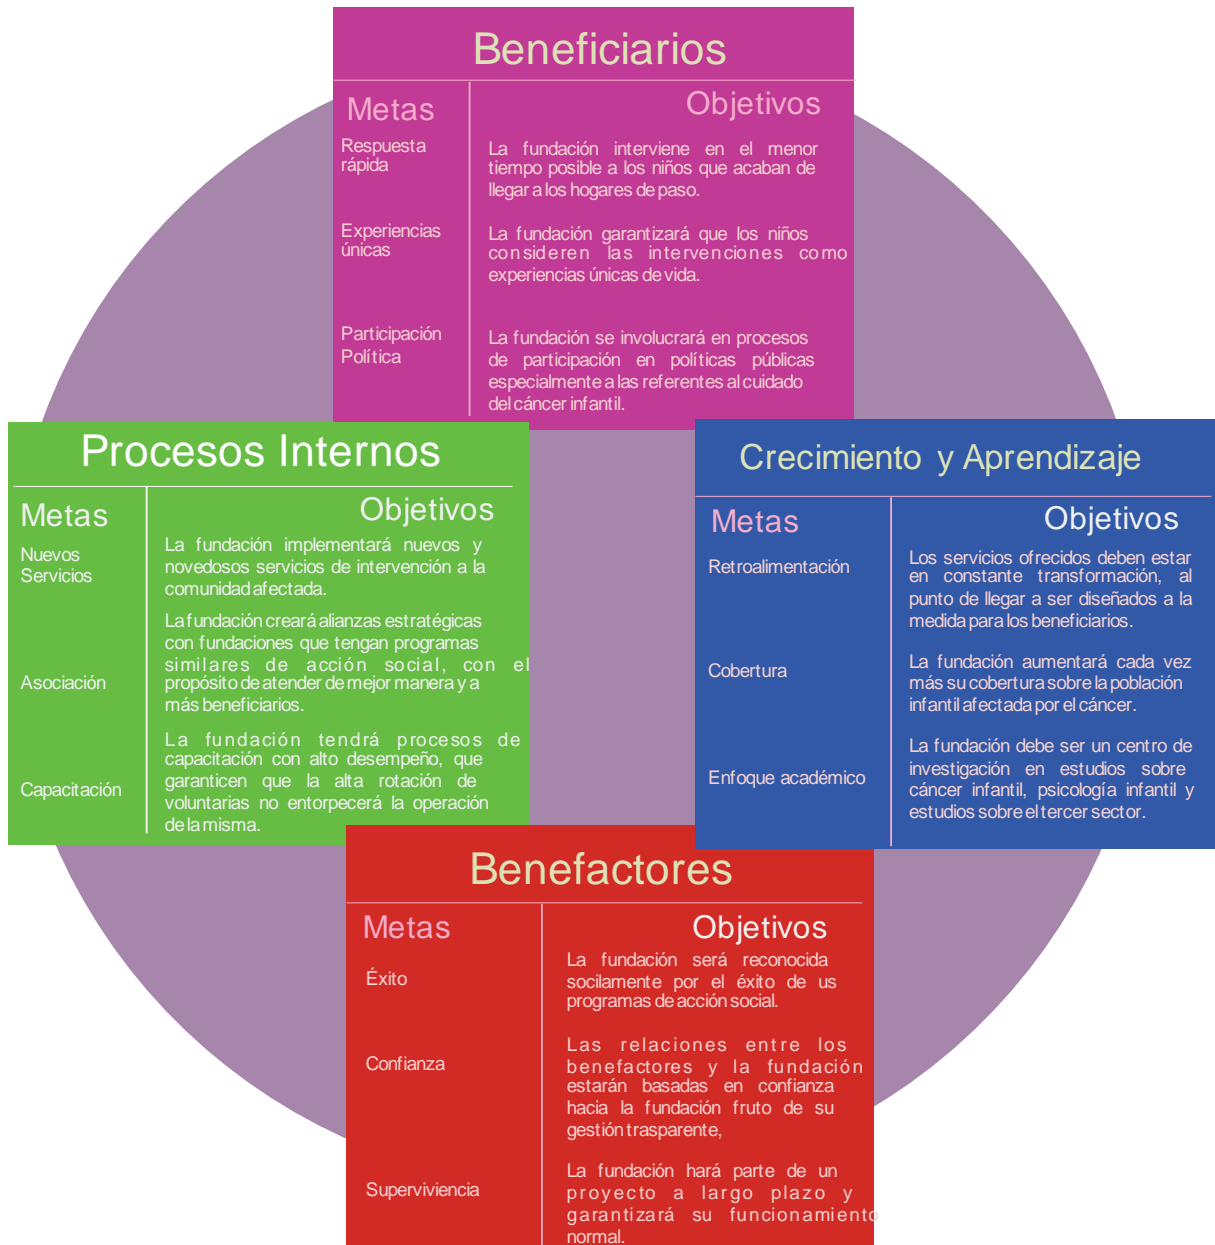 Beneficiarios
Metas
Objetivos
Respuesta
rápida
La fundación interviene en el menor
tiempo posible a los niños que acaban de
llegar a los hogares de paso.
Experiencias
únicas
La fundación garantizará que los niños
consideren las intervenciones como
experiencias únicas de vida.
Participación
Política
La fundación se involucrará en procesos
de participación en políticas públicas
especialmente a las referentes al cuidado
del cáncer infantil.
Procesos Internos
Metas
Objetivos
Nuevos
Servicios
La fundación implementará nuevos y
novedosos servicios de intervención a la
comunidad afectada.
Asociación
La fundación creará alianzas estratégicas
con fundaciones que tengan programas
similares de acción social, con el
propósito de atender de mejor manera y a
más beneficiarios.
Capacitación
La fundación tendrá procesos de
capacitación con alto desempeño, que
garanticen que la alta rotación de
voluntarias no entorpecerá la operación
de la misma.
Crecimiento y Aprendizaje
Metas
Objetivos
Retroalimentación
Los servicios ofrecidos deben estar
en constante transformación, al
punto de llegar a ser diseñados a la
medida para los beneficiarios.
Cobertura
La fundación aumentará cada vez
más su cobertura sobre la población
infantil afectada por el cáncer.
Enfoque académico
La fundación debe ser un centro de
investigación en estudios sobre
cáncer infantil, psicología infantil y
estudios sobre el tercer sector.
Benefactores
Metas
Objetivos
Éxito
La fundación será reconocida
socilamente por el éxito de us
programas de acción social.
Confianza
Las relaciones entre los
benefactores y la fundación
estarán basadas en confianza
hacia la fundación fruto de su
gestión trasparente,
Superviviencia
La fundación hará parte de un
proyecto a largo plazo y
garantizará su funcionamiento
normal.